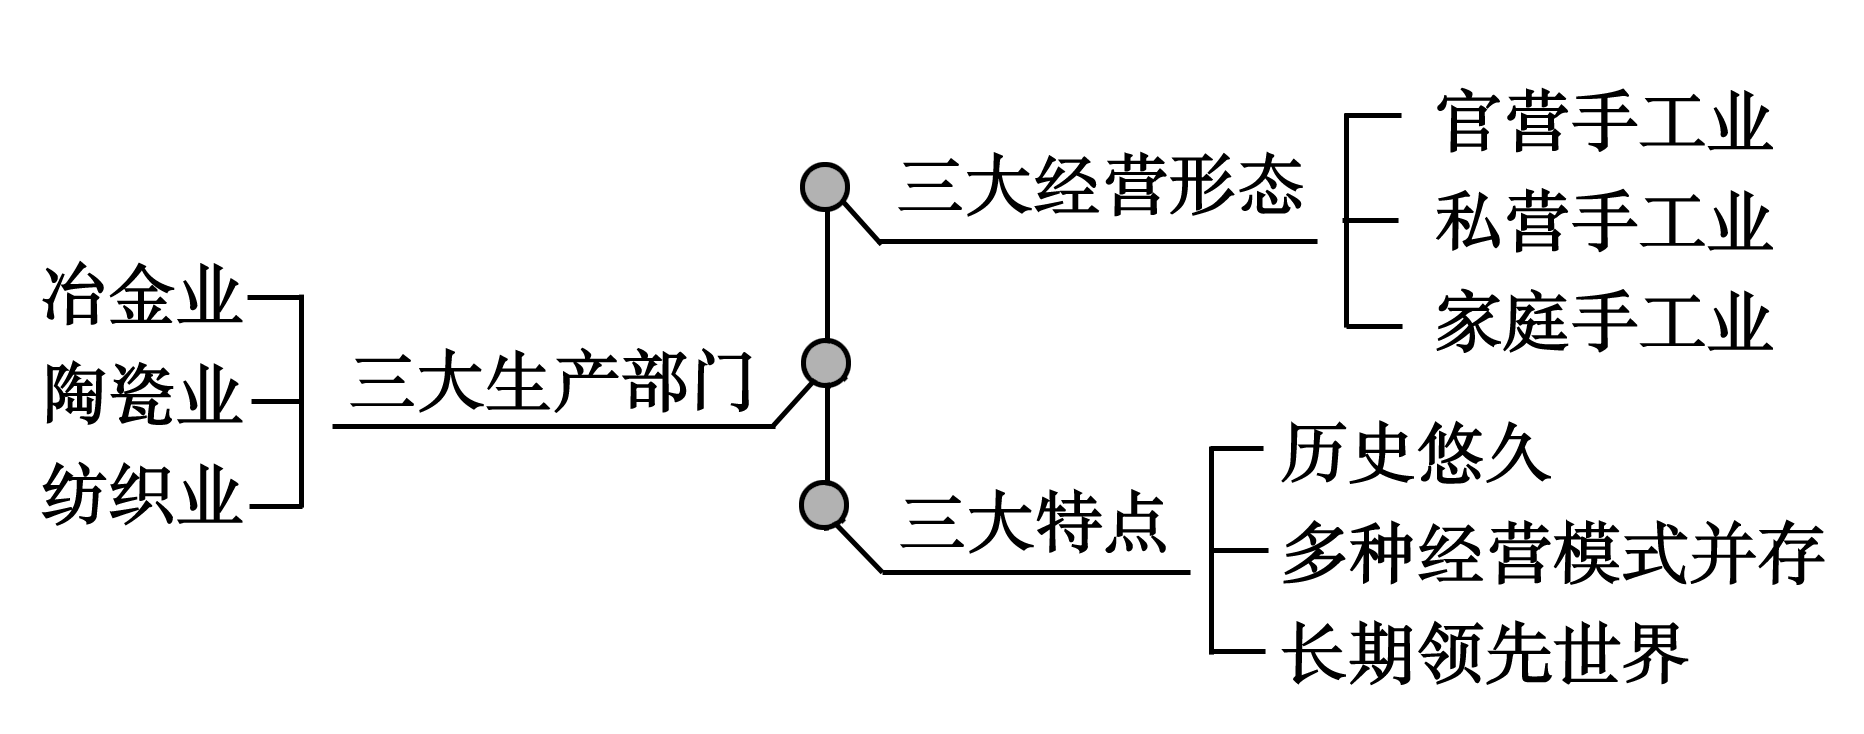 三大经营形态
官营手工业
私营手工业
家庭手工业
三大生产部门
冶金业
陶瓷业
纺织业
三大特点
历史悠久
多种经营模式并存
长期领先世界